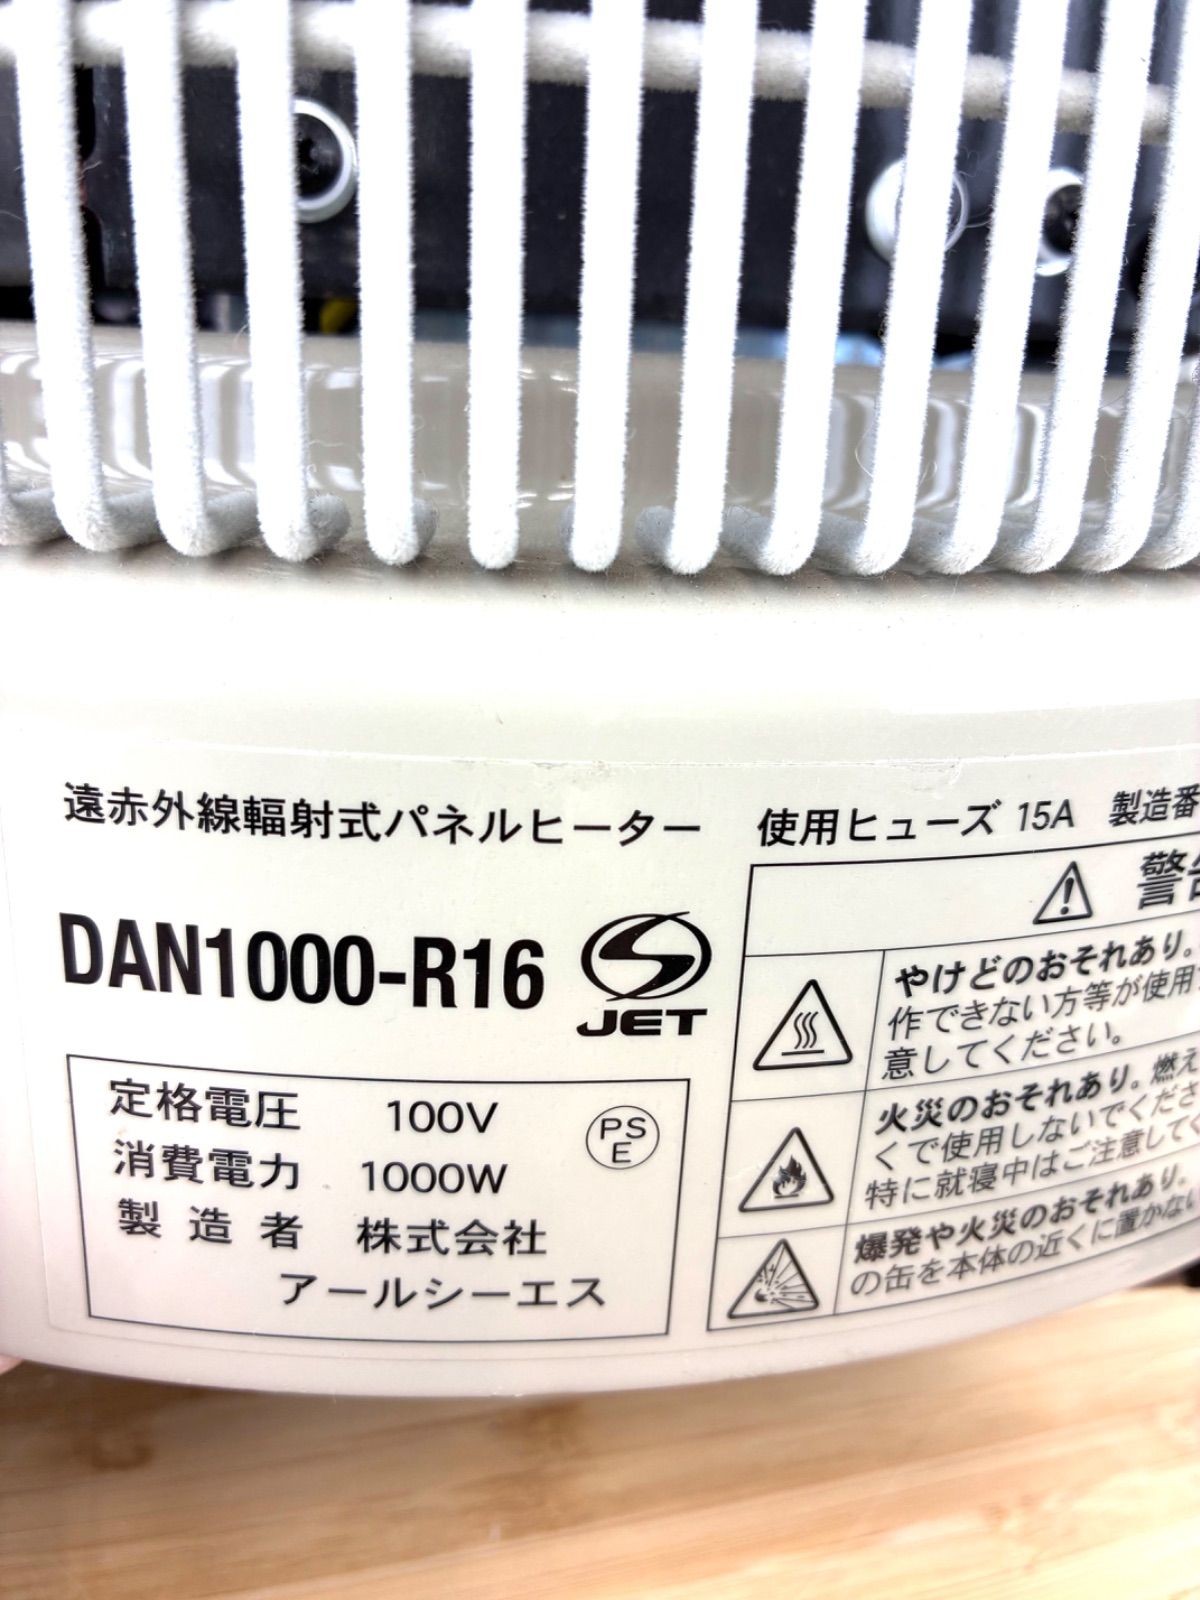 遠赤外線輻射式パネルヒーター
使用ヒューズ 15A 製造番
DAN1000-R16
S
JET
定格電圧 100V
消費電力 1000W
製造者 株式会社
アールシーエス
PS
E
警告
やけどのおそれあり。
作できない方等が使用
意してください。
火災のおそれあり。燃え
くで使用しないでくださ
特に就寝中はご注意して
爆発や火災のおそれあり。
の缶を本体の近くに置かない